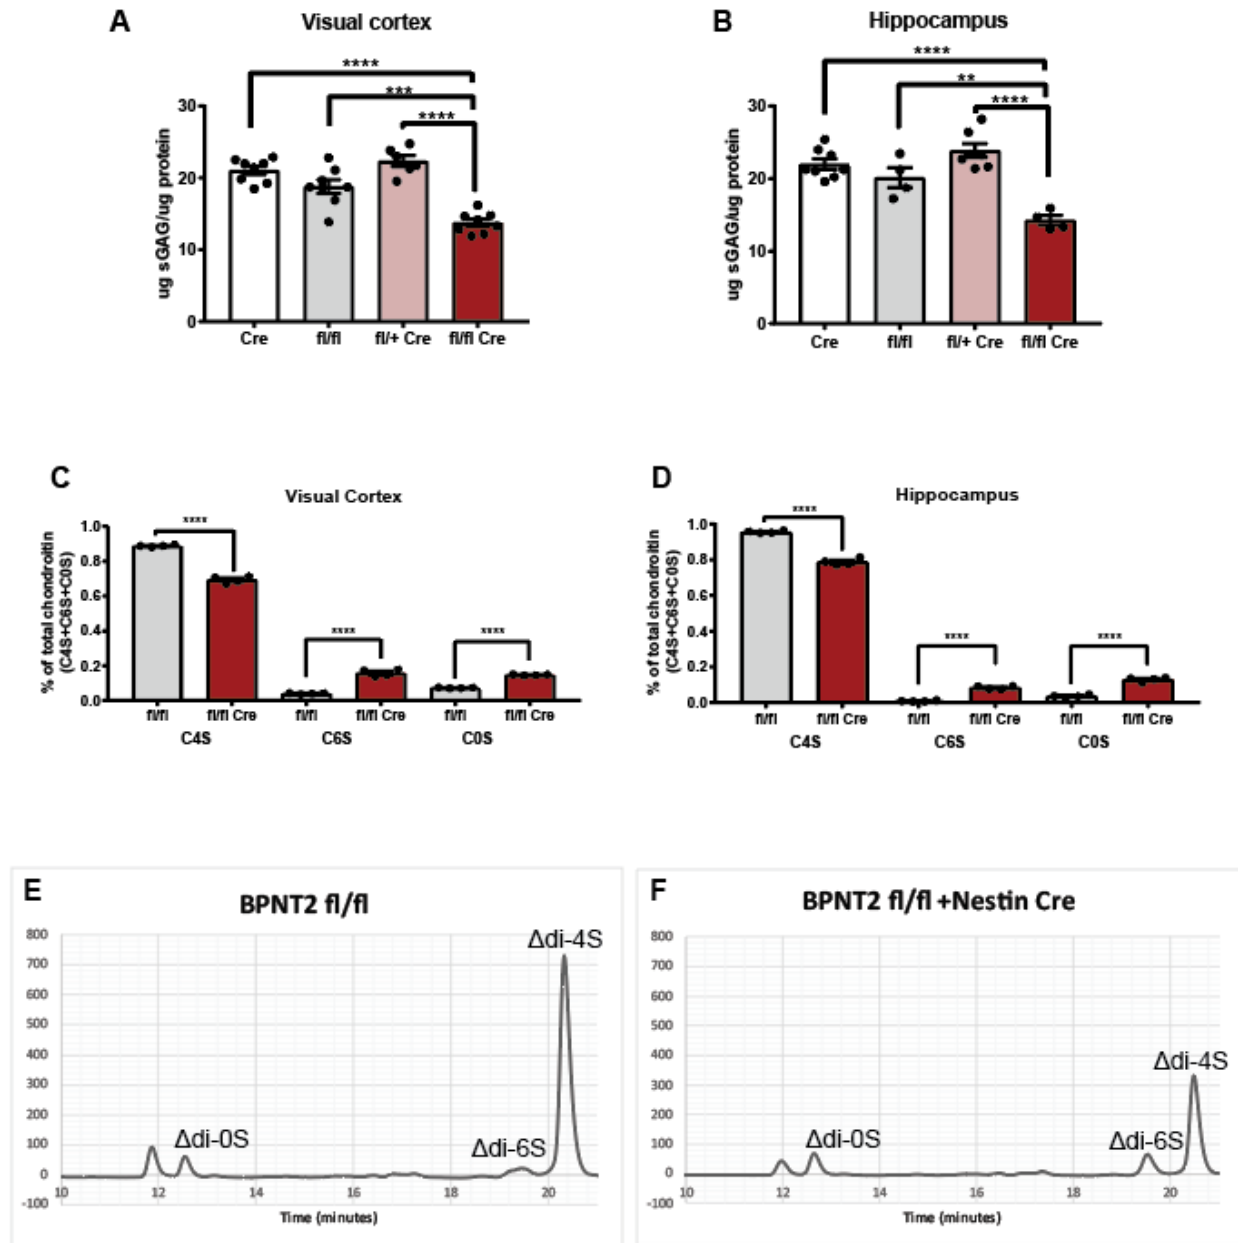 A
Visual cortex
****
***
****
30
20
10
0
ug sGAG/ug protein
Cre
fl/fl
fl/+ Cre
fl/fl Cre
B
Hippocampus
****
**
****
30
20
10
0
ug sGAG/ug protein
Cre
fl/fl
fl/+ Cre
fl/fl Cre
C
Visual Cortex
****
****
****
1.0
0.8
0.6
0.4
0.2
0.0
% of total chondroitin
(C4S+C6S+C0S)
fl/fl
fl/fl Cre
fl/fl
fl/fl Cre
fl/fl
fl/fl Cre
C4S
C6S
C0S
D
Hippocampus
****
****
****
1.0
0.8
0.6
0.4
0.2
0.0
% of total chondroitin
(C4S+C6S+C0S)
fl/fl
fl/fl Cre
fl/fl
fl/fl Cre
fl/fl
fl/fl Cre
C4S
C6S
C0S
E
BPNT2 fl/fl
800
700
600
500
400
300
200
100
0
-100
Δdi-0S
Δdi-6S
Δdi-4S
10
12
14
16
18
20
Time (minutes)
F
BPNT2 fl/fl +Nestin Cre
800
700
600
500
400
300
200
100
0
-100
Δdi-0S
Δdi-6S
Δdi-4S
10
12
14
16
18
20
Time (minutes)